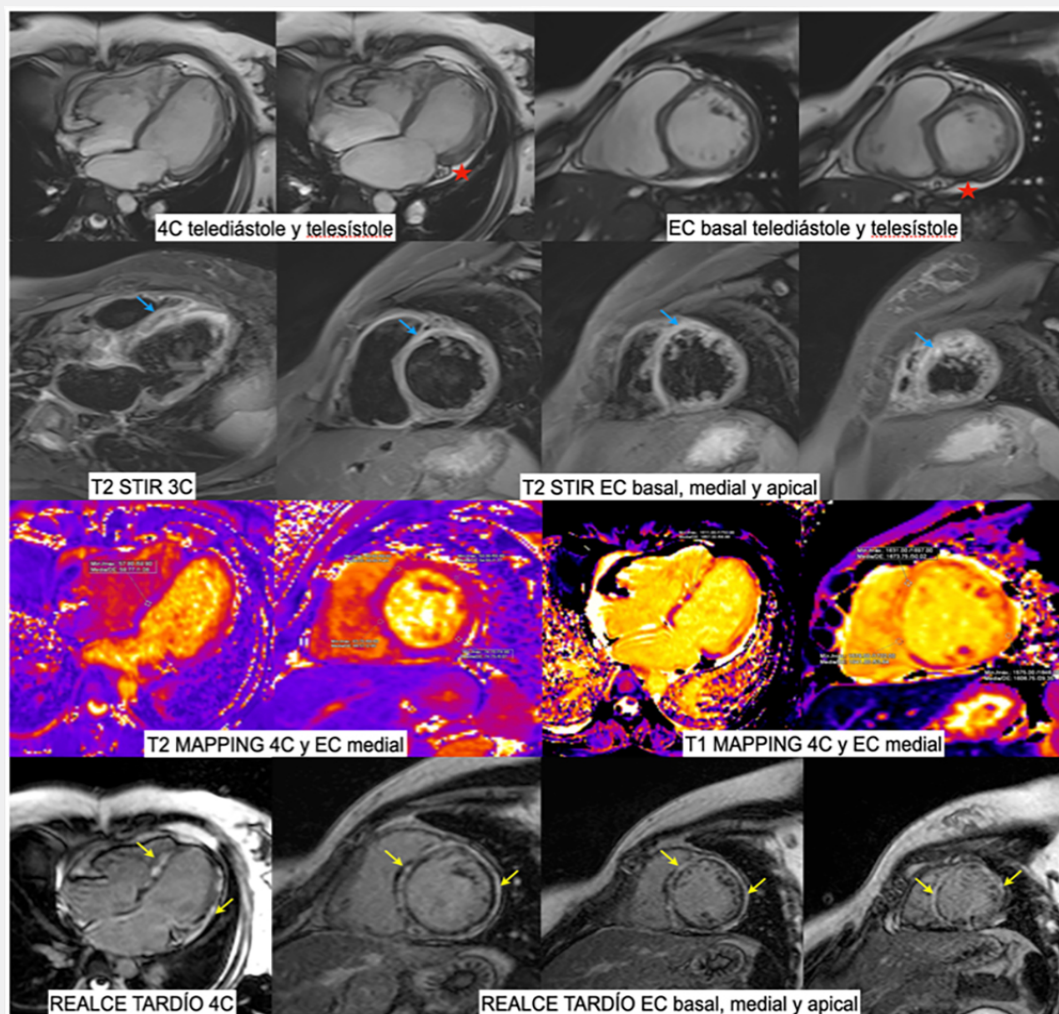 4C telediástole y telesístole
EC basal telediástole y telesístole
T2 STIR 3C
T2 STIR EC basal, medial y apical
T2 MAPPING 4C y EC medial
T1 MAPPING 4C y EC medial
REALCE TARDÍO 4C
REALCE TARDÍO EC basal, medial y apical